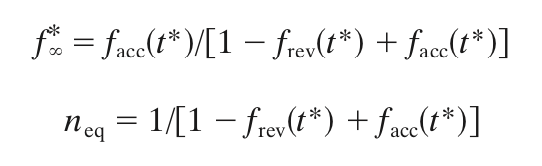 f*∞ = facc(t*)/[1 − frev(t*) + facc(t*)]
neq = 1/[1 − frev(t*) + facc(t*)]